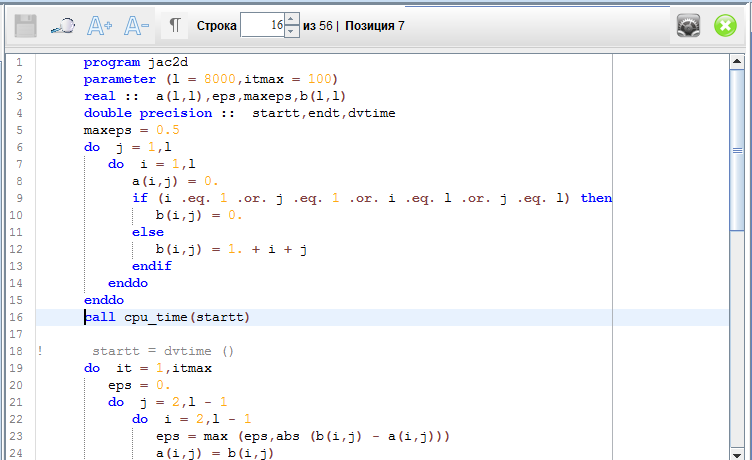 A+ A- ¶ Строка 16 из 56 | Позиция 7
1 program jac2d
2 parameter (l = 8000,itmax = 100)
3 real ::  a(l,l),eps,maxeps,b(l,l)
4 double precision ::  startt,endt,dvtime
5 maxeps = 0.5
6 do  j = 1,l
7 do  i = 1,l
8 a(i,j) = 0.
9 if (i .eq. 1 .or. j .eq. 1 .or. i .eq. l .or. j .eq. l) then
10 b(i,j) = 0.
11 else
12 b(i,j) = 1. + i + j
13 endif
14 enddo
15 enddo
16 call cpu_time(startt)
17
18 !      startt = dvtime ()
19 do  it = 1,itmax
20 eps = 0.
21 do  j = 2,l - 1
22 do  i = 2,l - 1
23 eps = max (eps,abs (b(i,j) - a(i,j)))
24 a(i,j) = b(i,j)